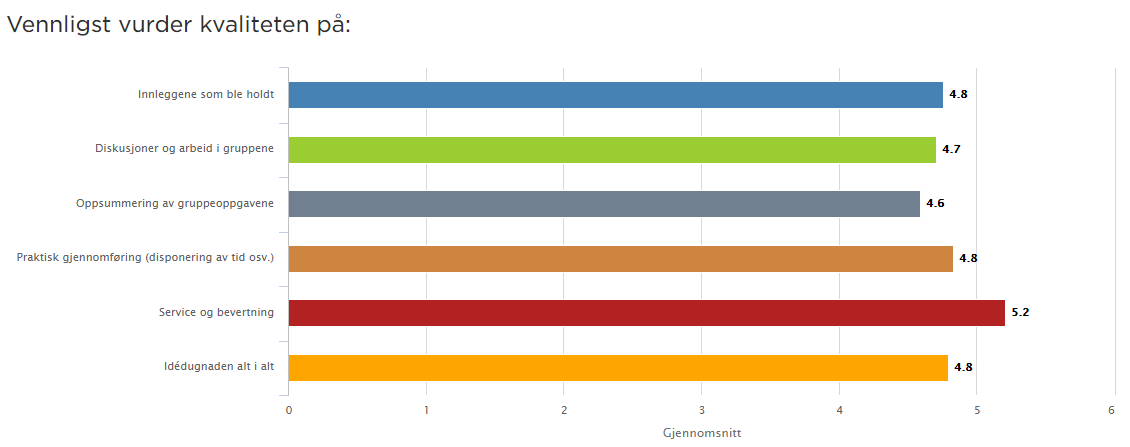 Vennligst vurder kvaliteten på:
Innleggene som ble holdt
4.8
Diskusjoner og arbeid i gruppene
4.7
Oppsummering av gruppeoppgavene
4.6
Praktisk gjennomføring (disponering av tid osv.)
4.8
Service og bevertning
5.2
Idédugnaden alt i alt
4.8
0 1 2 3 4 5 6
Gjennomsnitt